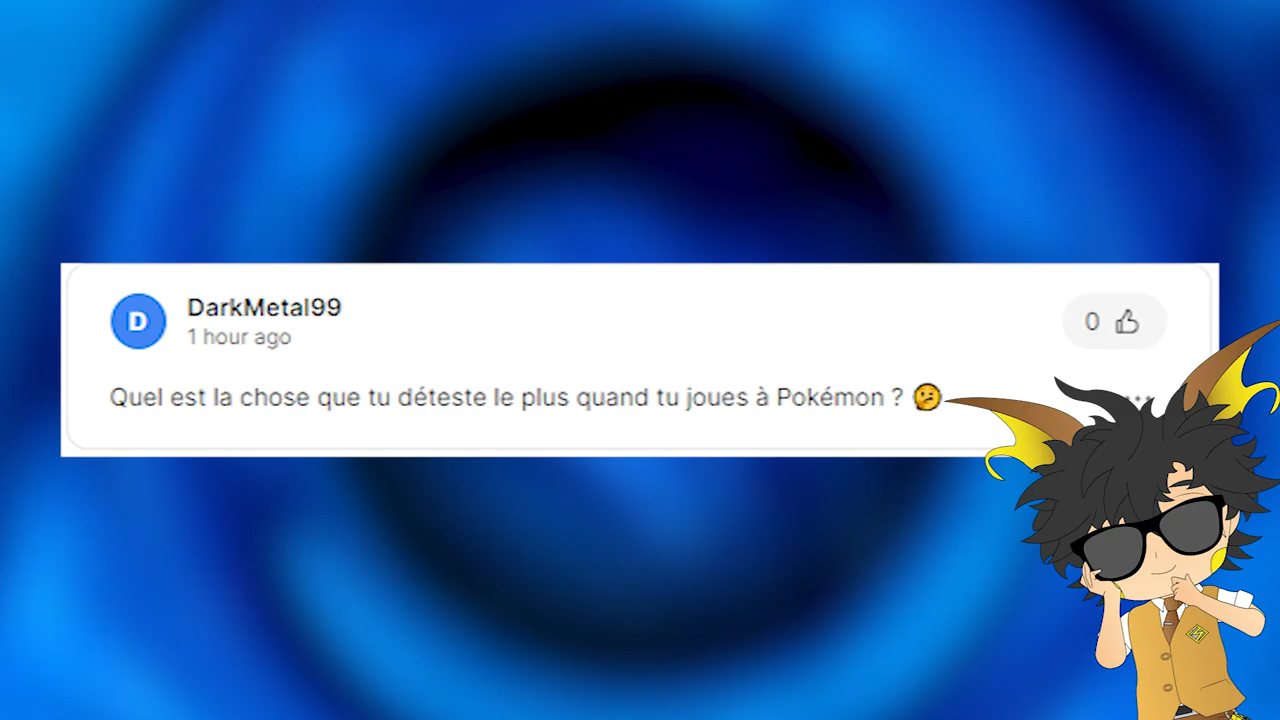 D
DarkMetal99
1 hour ago
0
Quel est la chose que tu déteste le plus quand tu joues à Pokémon ? 🤔